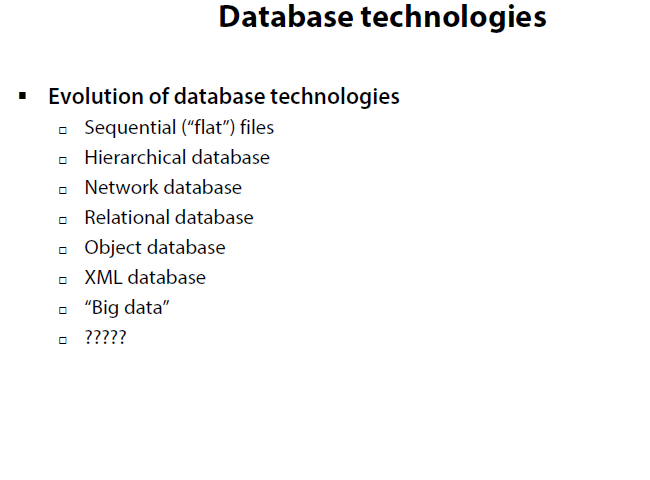 Database technologies
Evolution of database technologies
Sequential (“flat”) files
Hierarchical database
Network database
Relational database
Object database
XML database
“Big data”
?????